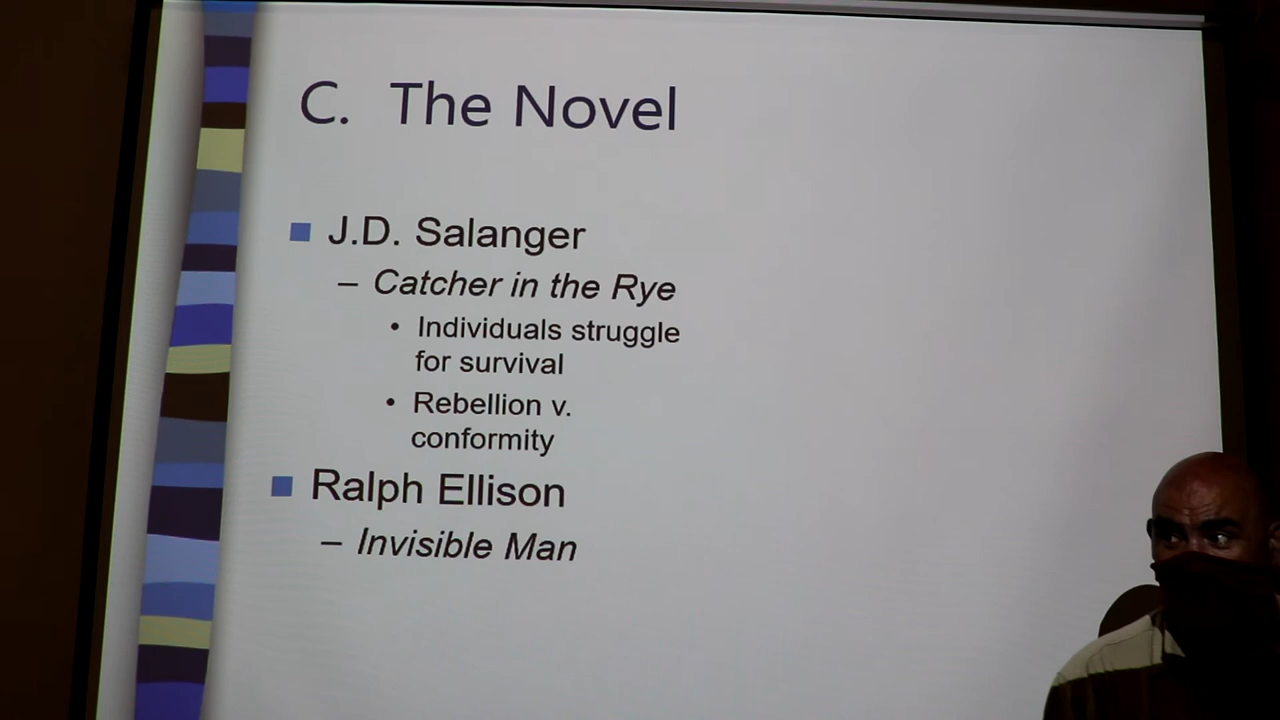 C. The Novel
J.D. Salanger
– Catcher in the Rye
• Individuals struggle
for survival
• Rebellion v.
conformity
Ralph Ellison
– Invisible Man